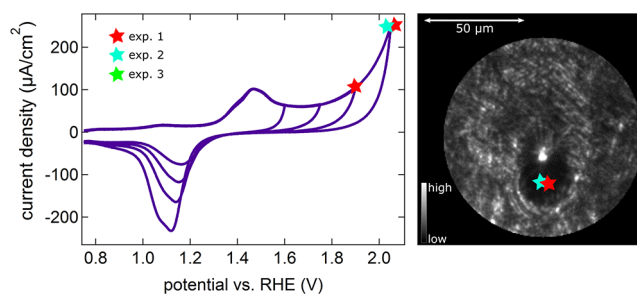 current density (µA/cm²)
200
100
0
-100
-200
exp. 1
exp. 2
exp. 3
0.8 1.0 1.2 1.4 1.6 1.8 2.0
potential vs. RHE (V)
50 µm
high
low